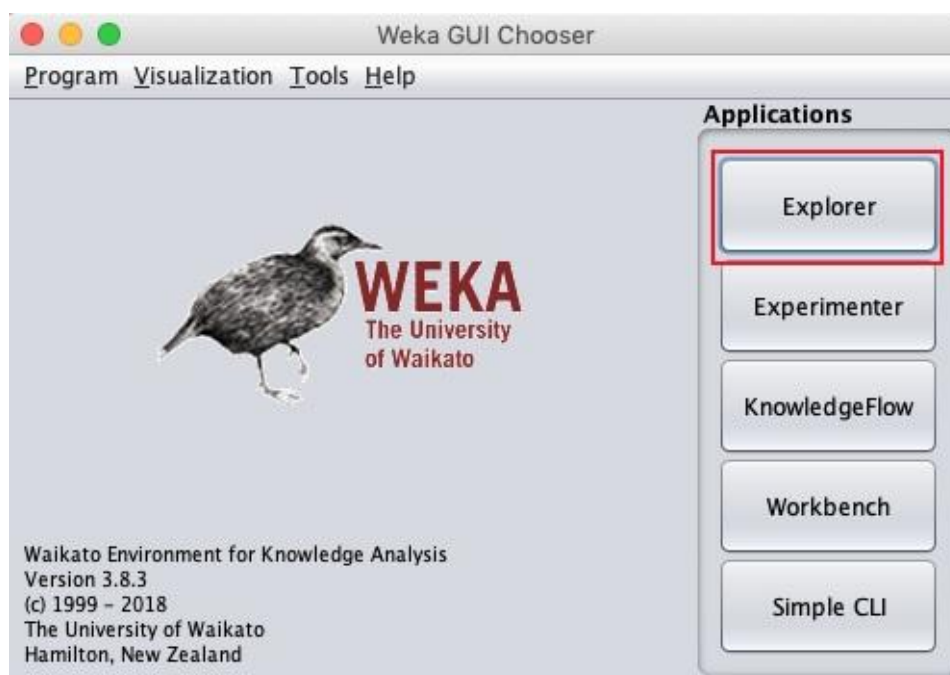 Weka GUI Chooser
Program Visualization Tools Help
Applications
Explorer
Experimenter
KnowledgeFlow
Workbench
Simple CLI
WEKA
The University
of Waikato
Waikato Environment for Knowledge Analysis
Version 3.8.3
(c) 1999 – 2018
The University of Waikato
Hamilton, New Zealand